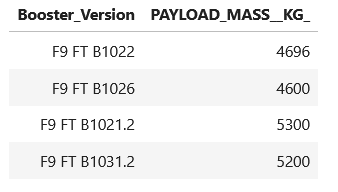 Booster_Version PAYLOAD_MASS__KG_
F9 FT B1022 4696
F9 FT B1026 4600
F9 FT B1021.2 5300
F9 FT B1031.2 5200